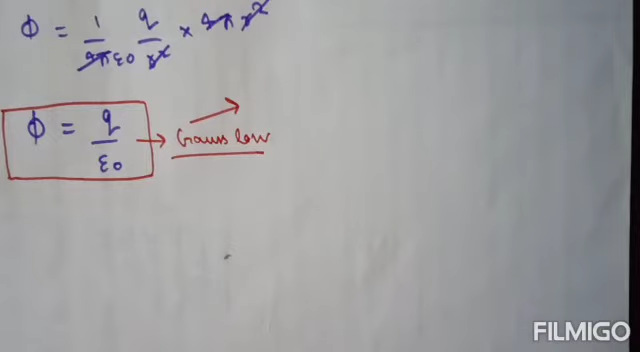 ϕ = 1/4πε0 q/r² × 4πr²
ϕ = q/ε0 → Gauss law
FILMIGO